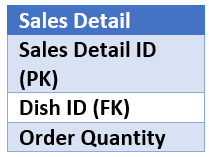 Sales Detail
Sales Detail ID
(PK)
Dish ID (FK)
Order Quantity